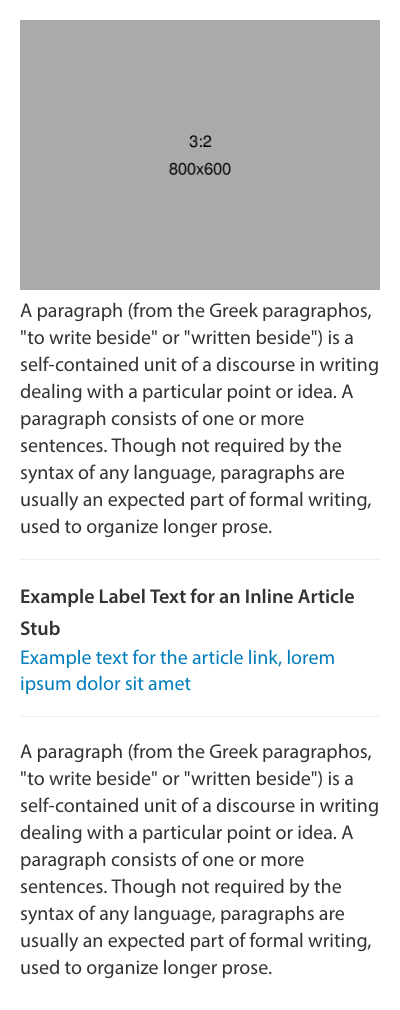 3:2
800x600
A paragraph (from the Greek paragraphos,
"to write beside" or "written beside") is a
self-contained unit of a discourse in writing
dealing with a particular point or idea. A
paragraph consists of one or more
sentences. Though not required by the
syntax of any language, paragraphs are
usually an expected part of formal writing,
used to organize longer prose.
Example Label Text for an Inline Article
Stub
Example text for the article link, lorem
ipsum dolor sit amet
A paragraph (from the Greek paragraphos,
"to write beside" or "written beside") is a
self-contained unit of a discourse in writing
dealing with a particular point or idea. A
paragraph consists of one or more
sentences. Though not required by the
syntax of any language, paragraphs are
usually an expected part of formal writing,
used to organize longer prose.